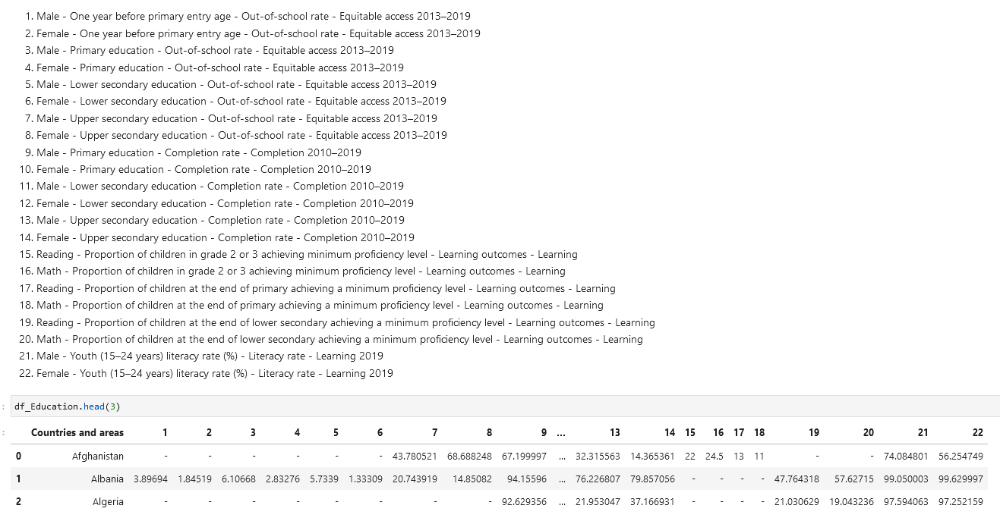 1. Male - One year before primary entry age - Out-of-school rate - Equitable access 2013–2019
2. Female - One year before primary entry age - Out-of-school rate - Equitable access 2013–2019
3. Male - Primary education - Out-of-school rate - Equitable access 2013–2019
4. Female - Primary education - Out-of-school rate - Equitable access 2013–2019
5. Male - Lower secondary education - Out-of-school rate - Equitable access 2013–2019
6. Female - Lower secondary education - Out-of-school rate - Equitable access 2013–2019
7. Male - Upper secondary education - Out-of-school rate - Equitable access 2013–2019
8. Female - Upper secondary education - Out-of-school rate - Equitable access 2013–2019
9. Male - Primary education - Completion rate - Completion 2010–2019
10. Female - Primary education - Completion rate - Completion 2010–2019
11. Male - Lower secondary education - Completion rate - Completion 2010–2019
12. Female - Lower secondary education - Completion rate - Completion 2010–2019
13. Male - Upper secondary education - Completion rate - Completion 2010–2019
14. Female - Upper secondary education - Completion rate - Completion 2010–2019
15. Reading - Proportion of children in grade 2 or 3 achieving minimum proficiency level - Learning outcomes - Learning
16. Math - Proportion of children in grade 2 or 3 achieving minimum proficiency level - Learning outcomes - Learning
17. Reading - Proportion of children at the end of primary achieving a minimum proficiency level - Learning outcomes - Learning
18. Math - Proportion of children at the end of primary achieving a minimum proficiency level - Learning outcomes - Learning
19. Reading - Proportion of children at the end of lower secondary achieving a minimum proficiency level - Learning outcomes - Learning
20. Math - Proportion of children at the end of lower secondary achieving a minimum proficiency level - Learning outcomes - Learning
21. Male - Youth (15–24 years) literacy rate (%) - Literacy rate - Learning 2019
22. Female - Youth (15–24 years) literacy rate (%) - Literacy rate - Learning 2019
: df_Education.head(3)
: Countries and areas 1 2 3 4 5 6 7 8 9 ... 13 14 15 16 17 18 19 20 21 22
0 Afghanistan - - - - - - 43.780521 68.688248 67.199997 ... 32.315563 14.365361 22 24.5 13 11 - - 74.084801 56.254749
1 Albania 3.89694 1.84519 6.10668 2.83276 5.7339 1.33309 20.743919 14.85082 94.15596 ... 76.226807 79.857056 - - - - 47.764318 57.62715 99.050003 99.629997
2 Algeria - - - - - - - - 92.629356 ... 21.953047 37.166931 - - - - 21.030629 19.043236 97.594063 97.252159